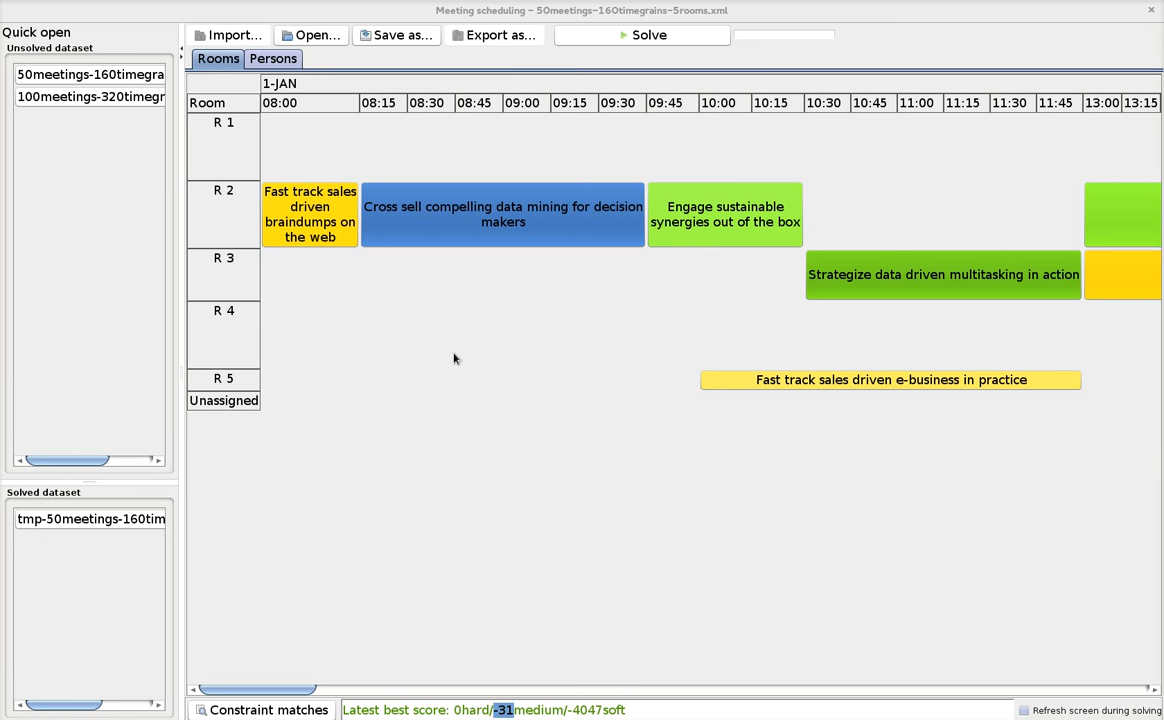 Meeting scheduling – 50meetings-160timegrains-5rooms.xml
Quick open
Unsolved dataset
50meetings-160timegra
100meetings-320timegr
Solved dataset
tmp-50meetings-160tim
Import... Open... Save as... Export as... Solve
Rooms Persons
1-JAN
Room 08:00 08:15 08:30 08:45 09:00 09:15 09:30 09:45 10:00 10:15 10:30 10:45 11:00 11:15 11:30 11:45 13:00 13:15
R 1
R 2
Fast track sales
driven
braindumps on
the web
Cross sell compelling data mining for decision
makers
Engage sustainable
synergies out of the box
R 3
Strategize data driven multitasking in action
R 4
R 5
Fast track sales driven e-business in practice
Unassigned
Constraint matches
Latest best score: 0hard/-31medium/-4047soft
Refresh screen during solving